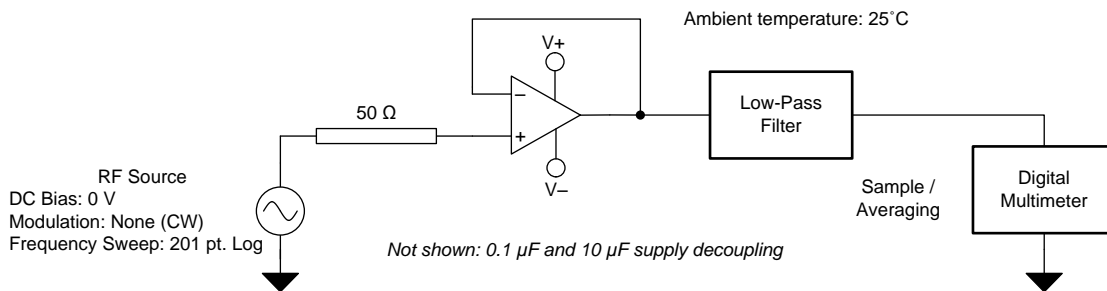 Ambient temperature: 25˚C
V+
−
50 Ω
+
V−
Low-Pass
Filter
RF Source
DC Bias: 0 V
Modulation: None (CW)
Frequency Sweep: 201 pt. Log
Sample /
Averaging
Digital
Multimeter
Not shown: 0.1 µF and 10 µF supply decoupling